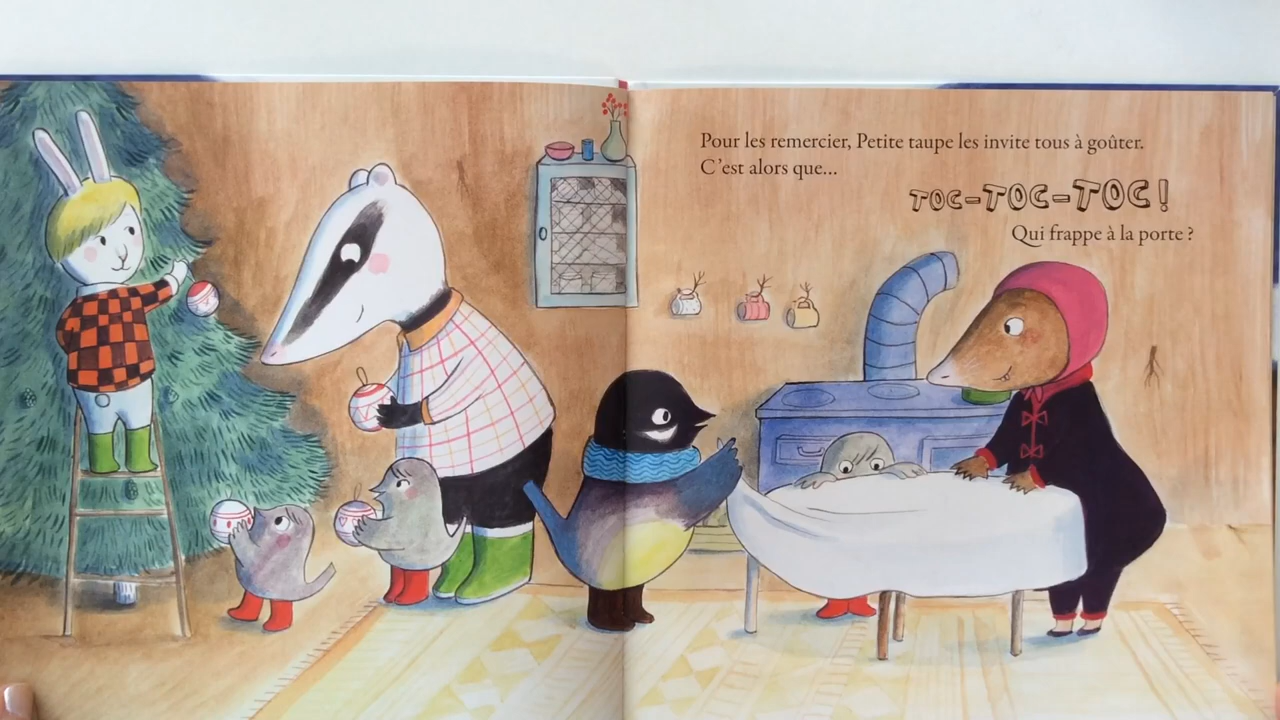 Pour les remercier, Petite taupe les invite tous à goûter.
C'est alors que...
TOC-TOC-TOC !
Qui frappe à la porte ?